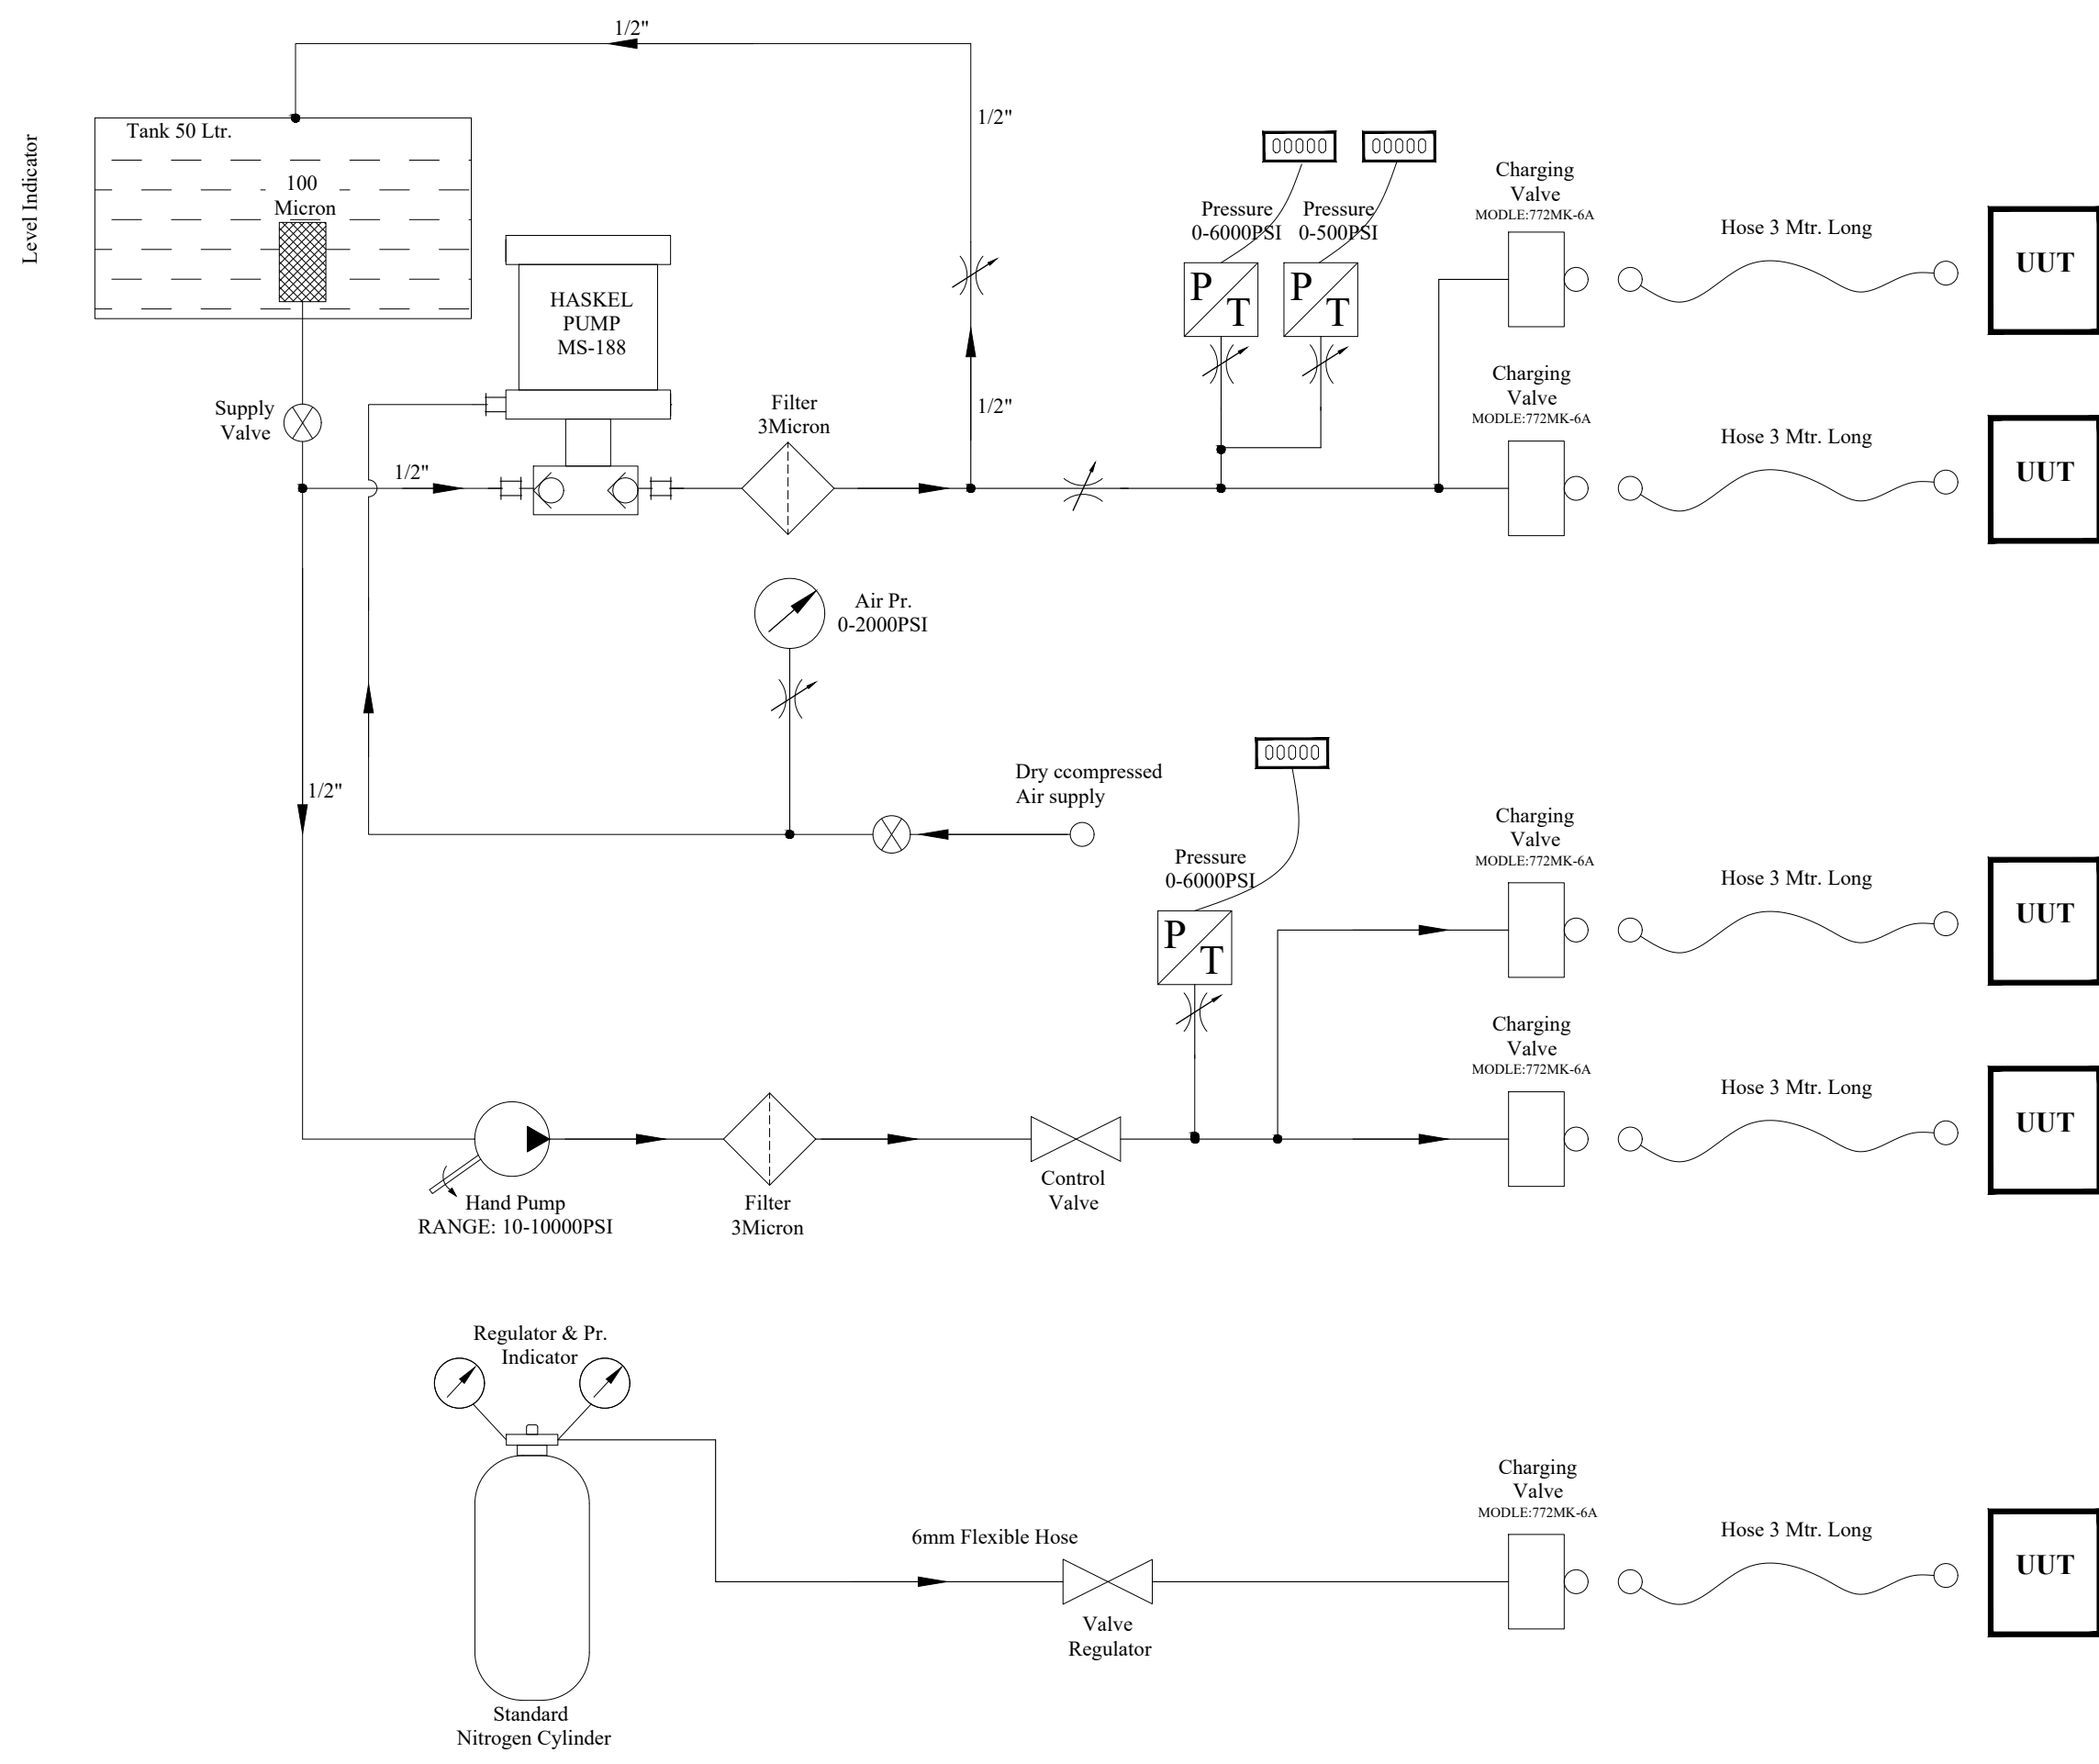 1/2"
Tank 50 Ltr.
Level Indicator
100
Micron
1/2"
00000
00000
Charging
Valve
MODLE:772MK-6A
Pressure
0-6000PSI
Pressure
0-500PSI
Hose 3 Mtr. Long
UUT
P
T
P
T
HASKEL
PUMP
MS-188
Supply
Valve
Filter
3Micron
1/2"
Charging
Valve
MODLE:772MK-6A
Hose 3 Mtr. Long
UUT
1/2"
Air Pr.
0-2000PSI
1/2"
Dry ccompressed
Air supply
00000
Pressure
0-6000PSI
P
T
Charging
Valve
MODLE:772MK-6A
Hose 3 Mtr. Long
UUT
Charging
Valve
MODLE:772MK-6A
Hose 3 Mtr. Long
UUT
Hand Pump
RANGE: 10-10000PSI
Filter
3Micron
Control
Valve
Regulator & Pr.
Indicator
6mm Flexible Hose
Valve
Regulator
Charging
Valve
MODLE:772MK-6A
Hose 3 Mtr. Long
UUT
Standard
Nitrogen Cylinder